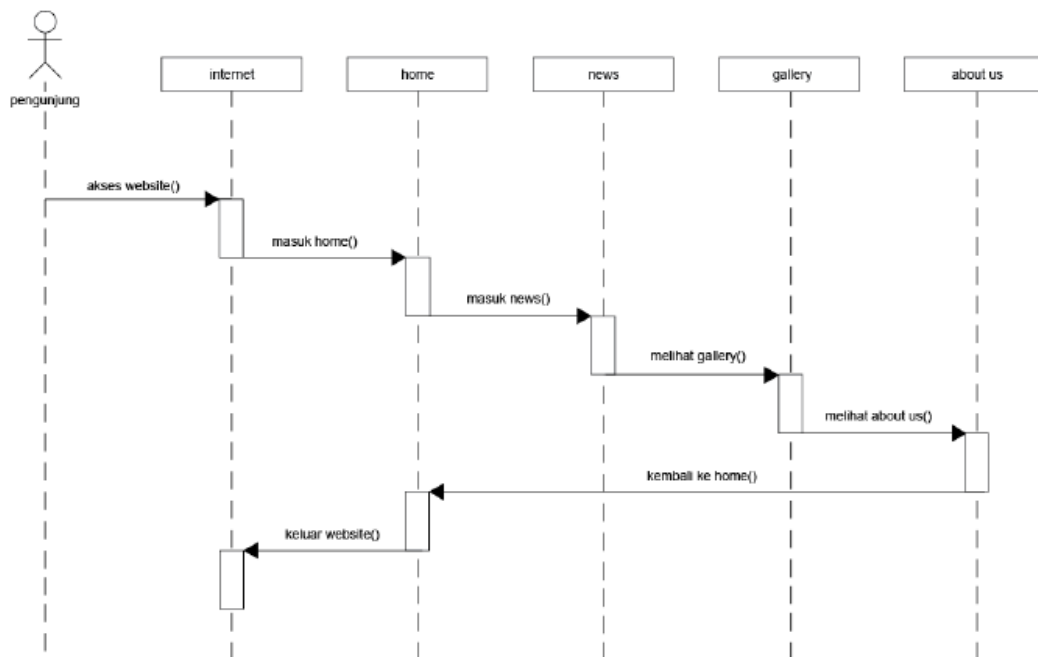 internet
home
news
gallery
about us
pengunjung
akses website()
masuk home()
masuk news()
melihat gallery()
melihat about us()
kembali ke home()
keluar website()